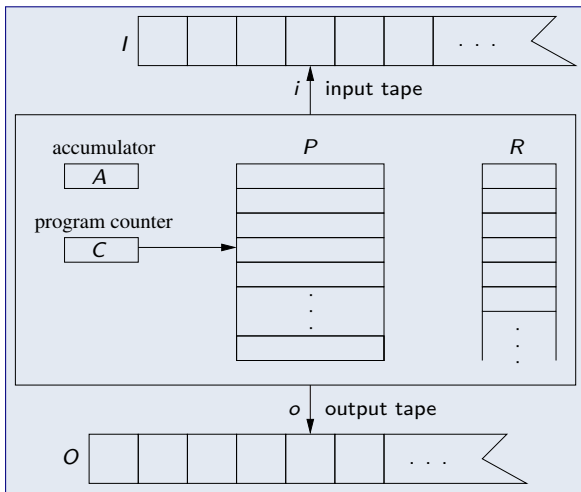 I
. . .
i input tape
accumulator
P
R
A
program counter
C
.
.
.
.
.
.
o output tape
O
. . .